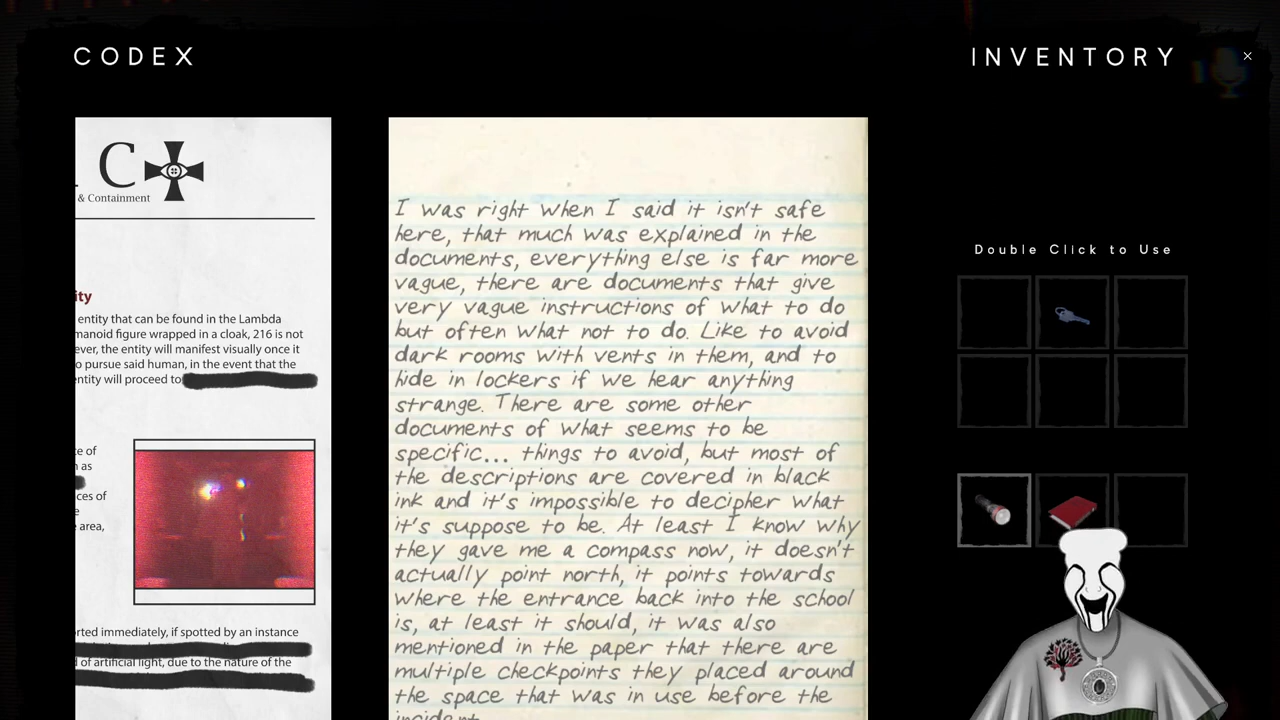 CODEX
INVENTORY
C
& Containment
ity
entity that can be found in the Lambda
manoid figure wrapped in a cloak, 216 is not
ever, the entity will manifest visually once it
o pursue said human, in the event that the
entity will proceed to
ce of
as
ces of
e
area,
rted immediately, if spotted by an instance
d of artificial light, due to the nature of the
I was right when I said it isn't safe
here, that much was explained in the
documents, everything else is far more
vague, there are documents that give
very vague instructions of what to do
but often what not to do. Like to avoid
dark rooms with vents in them, and to
hide in lockers if we hear anything
strange. There are some other
documents of what seems to be
specific... things to avoid, but most of
the descriptions are covered in black
ink and it's impossible to decipher what
it's suppose to be. At least I know why
they gave me a compass now, it doesn't
actually point north, it points towards
where the entrance back into the school
is, at least it should, it was also
mentioned in the paper that there are
multiple checkpoints they placed around
the space that was in use before the
incident
Double Click to Use